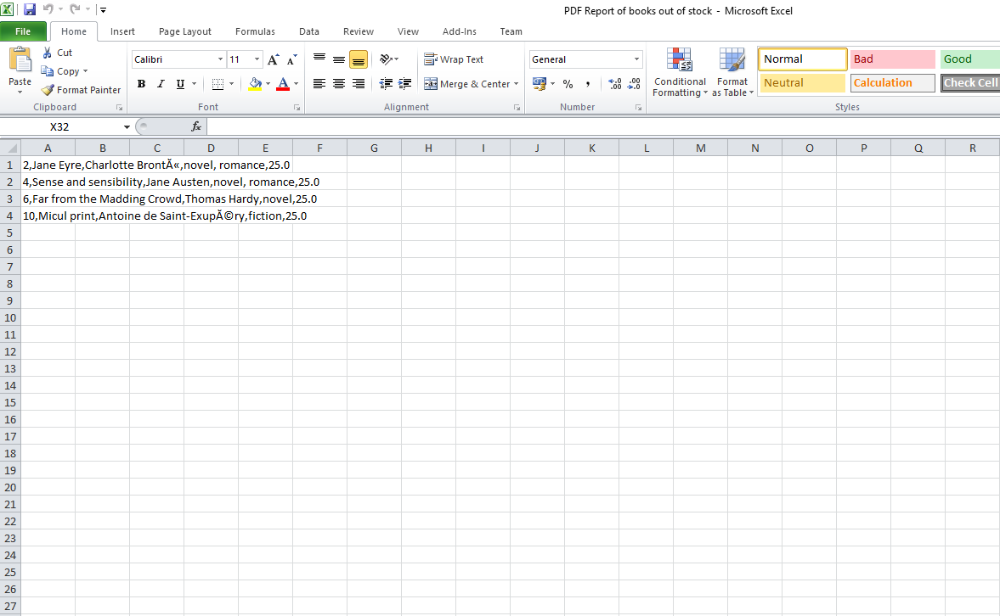 PDF Report of books out of stock - Microsoft Excel
File Home Insert Page Layout Formulas Data Review View Add-Ins Team
Paste
Cut
Copy
Format Painter
Clipboard
Calibri 11
B I U
A A
A
Font
Wrap Text
Merge & Center
Alignment
General
% ,
.00 .0
Number
Conditional Formatting
Format as Table
Normal Bad Good
Neutral Calculation Check Cell
Styles
X32 fx
A B C D E F G H I J K L M N O P Q R
1 2,Jane Eyre,Charlotte BrontĂ«,novel, romance,25.0
2 4,Sense and sensibility,Jane Austen,novel, romance,25.0
3 6,Far from the Madding Crowd,Thomas Hardy,novel,25.0
4 10,Micul print,Antoine de Saint-ExupĂ©ry,fiction,25.0
5
6
7
8
9
10
11
12
13
14
15
16
17
18
19
20
21
22
23
24
25
26
27